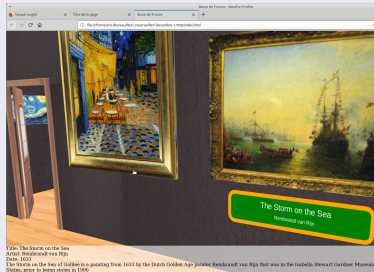 Musee de France - Mozilla Firefox
Nouvel onglet
Titre de la page
Musee de France
The Storm on the Sea
Rembrandt van Rijn
Title: The Storm on the Sea
Artist: Rembrandt van Rijn
Date: 1633
The Storm on the Sea of Galilee is a painting from 1633 by the Dutch Golden Age painter Rembrandt van Rijn that was in the Isabella Stewart Gardner Museum
States, prior to being stolen in 1990